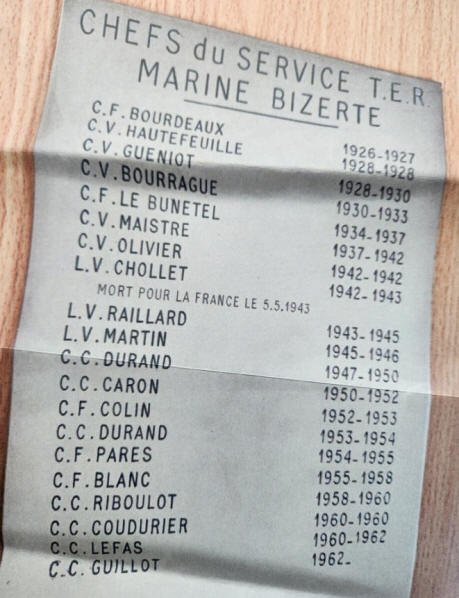 CHEFS du SERVICE T.E.R.
MARINE BIZERTE
C.F. BOURDEAUX 1926-1927
C.V. HAUTEFEUILLE 1928-1928
C.V. GUENIOT 1928-1930
C.V. BOURRAGUE 1930-1933
C.F. LE BUNETEL 1934-1937
C.V. MAISTRE 1937-1942
C.V. OLIVIER 1942-1942
L.V. CHOLLET 1942-1943
MORT POUR LA FRANCE LE 5.5.1943
L.V. RAILLARD 1943-1945
L.V. MARTIN 1945-1946
C.C. DURAND 1947-1950
C.C. CARON 1950-1952
C.F. COLIN 1952-1953
C.C. DURAND 1953-1954
C.F. PARES 1954-1955
C.F. BLANC 1955-1958
C.C. RIBOULOT 1958-1960
C.C. COUDURIER 1960-1960
C.C. LEFAS 1960-1962
C.C. GUILLOT 1962-